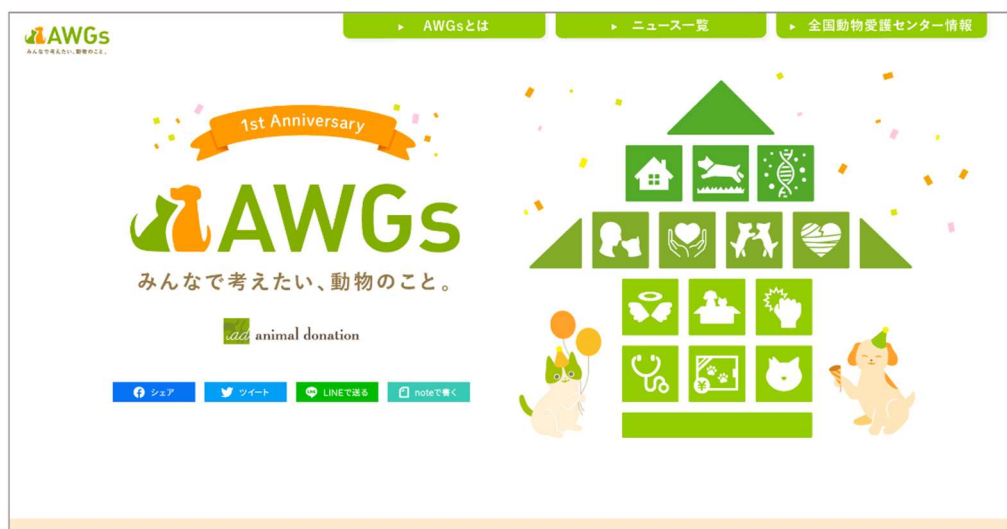 AWGs
みんなで考えたい、動物のこと。
AWGsとは
ニュース一覧
全国動物愛護センター情報
1st Anniversary
AWGs
みんなで考えたい、動物のこと。
animal donation
シェア
ツイート
LINEで送る
noteで書く
¥